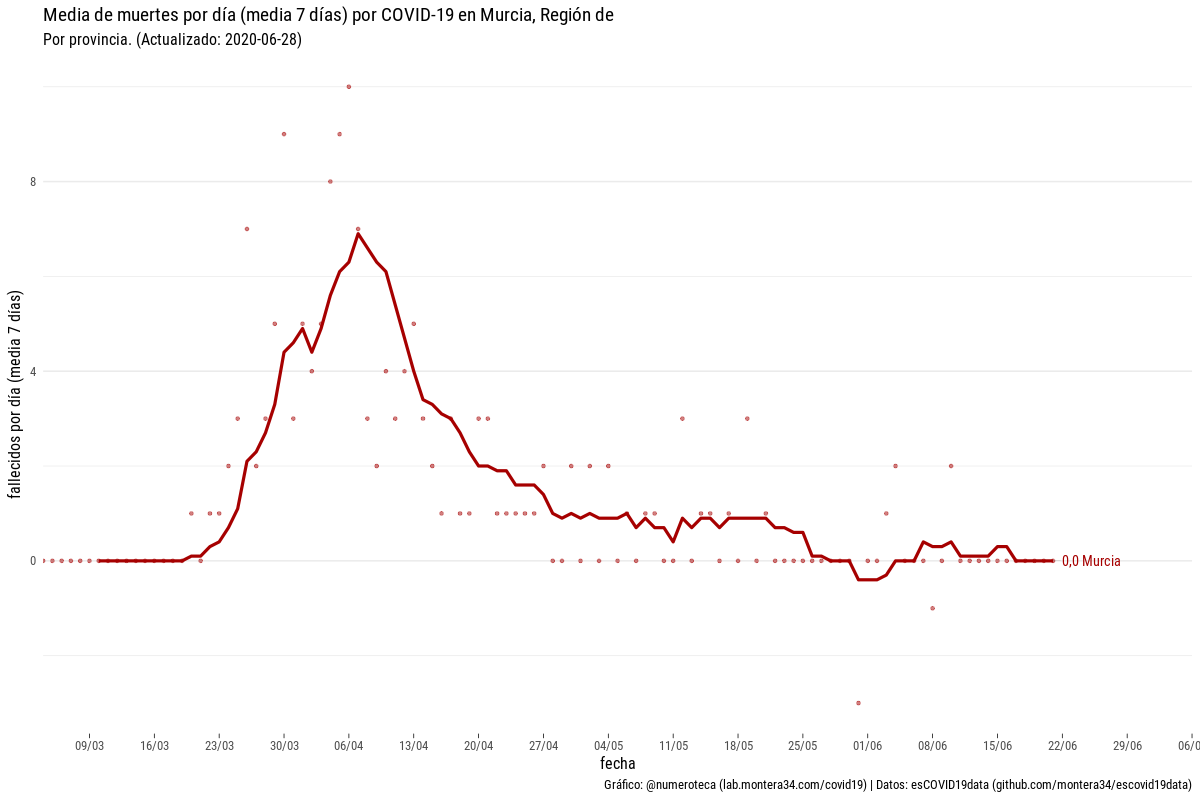 Media de muertes por día (media 7 días) por COVID-19 en Murcia, Región de
Por provincia. (Actualizado: 2020-06-28)
fallecidos por día (media 7 días)
8
4
0
0,0 Murcia
09/03 16/03 23/03 30/03 06/04 13/04 20/04 27/04 04/05 11/05 18/05 25/05 01/06 08/06 15/06 22/06 29/06 06/0
fecha
Gráfico: @numeroteca (lab.montera34.com/covid19) | Datos: esCOVID19data (github.com/montera34/escovid19data)